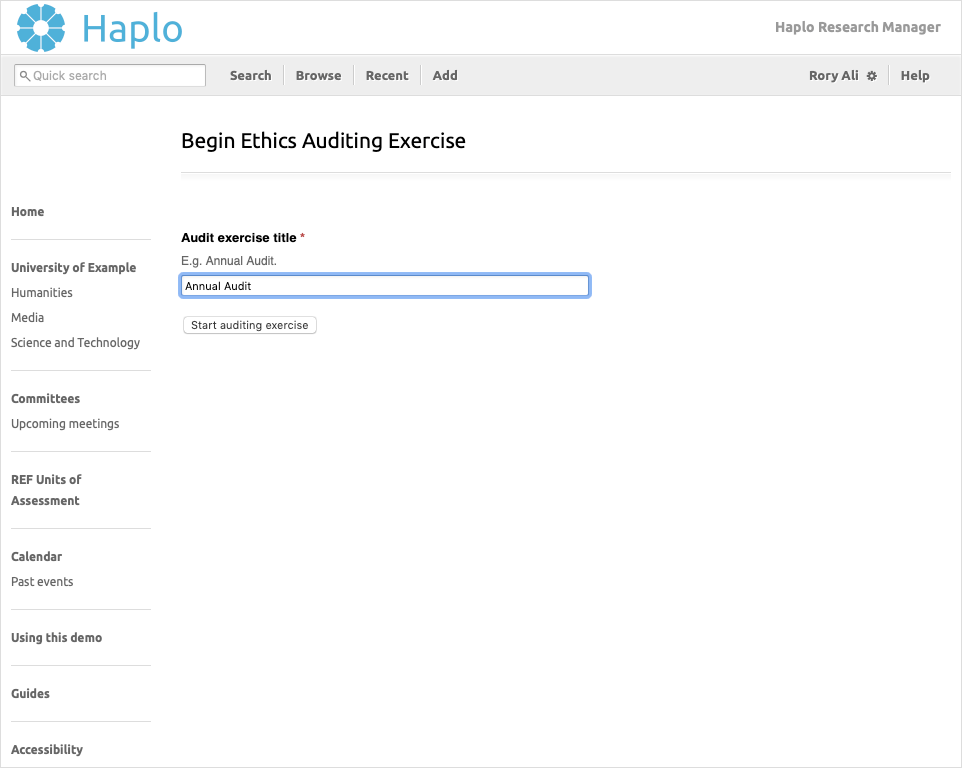 Haplo
Haplo Research Manager
Quick search
Search
Browse
Recent
Add
Rory Ali
Help
Begin Ethics Auditing Exercise
Home
University of Example
Humanities
Media
Science and Technology
Committees
Upcoming meetings
REF Units of
Assessment
Calendar
Past events
Using this demo
Guides
Accessibility
Audit exercise title *
E.g. Annual Audit.
Annual Audit
Start auditing exercise